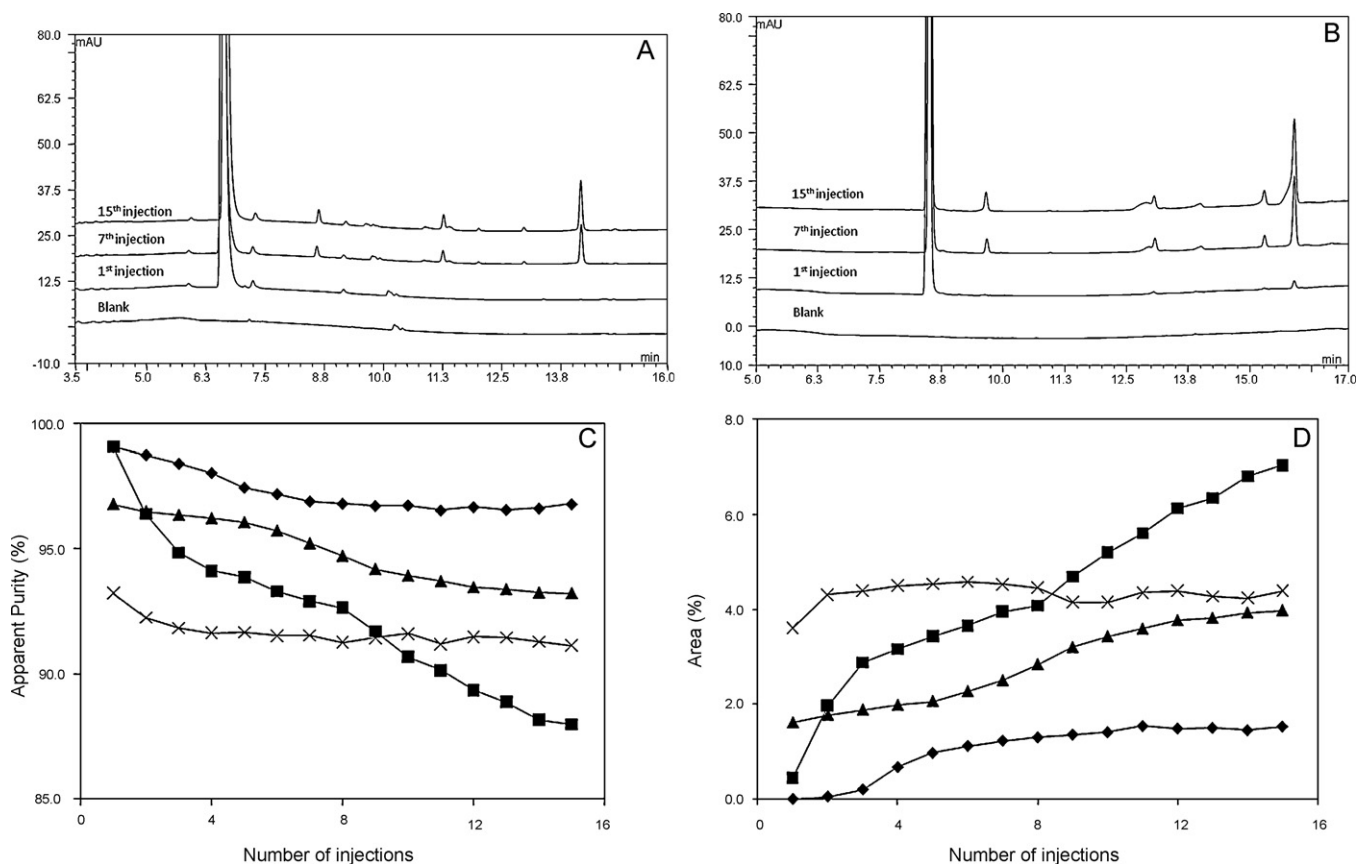 80.0
mAU
A
62.5
50.0
37.5
15th injection
25.0
7th injection
12.5
1st injection
Blank
-10.0
min
3.5 5.0 6.3 7.5 8.8 10.0 11.3 12.5 13.8 16.0
80.0
mAU
B
62.5
50.0
37.5
15th injection
25.0
7th injection
12.5
1st injection
0.0
Blank
10.0
min
5.0 6.3 7.5 8.8 10.0 11.3 12.5 13.8 15.0 17.0
100.0
C
95.0
90.0
85.0
Apparent Purity (%)
0 4 8 12 16
Number of injections
8.0
D
6.0
4.0
2.0
0.0
Area (%)
0 4 8 12 16
Number of injections